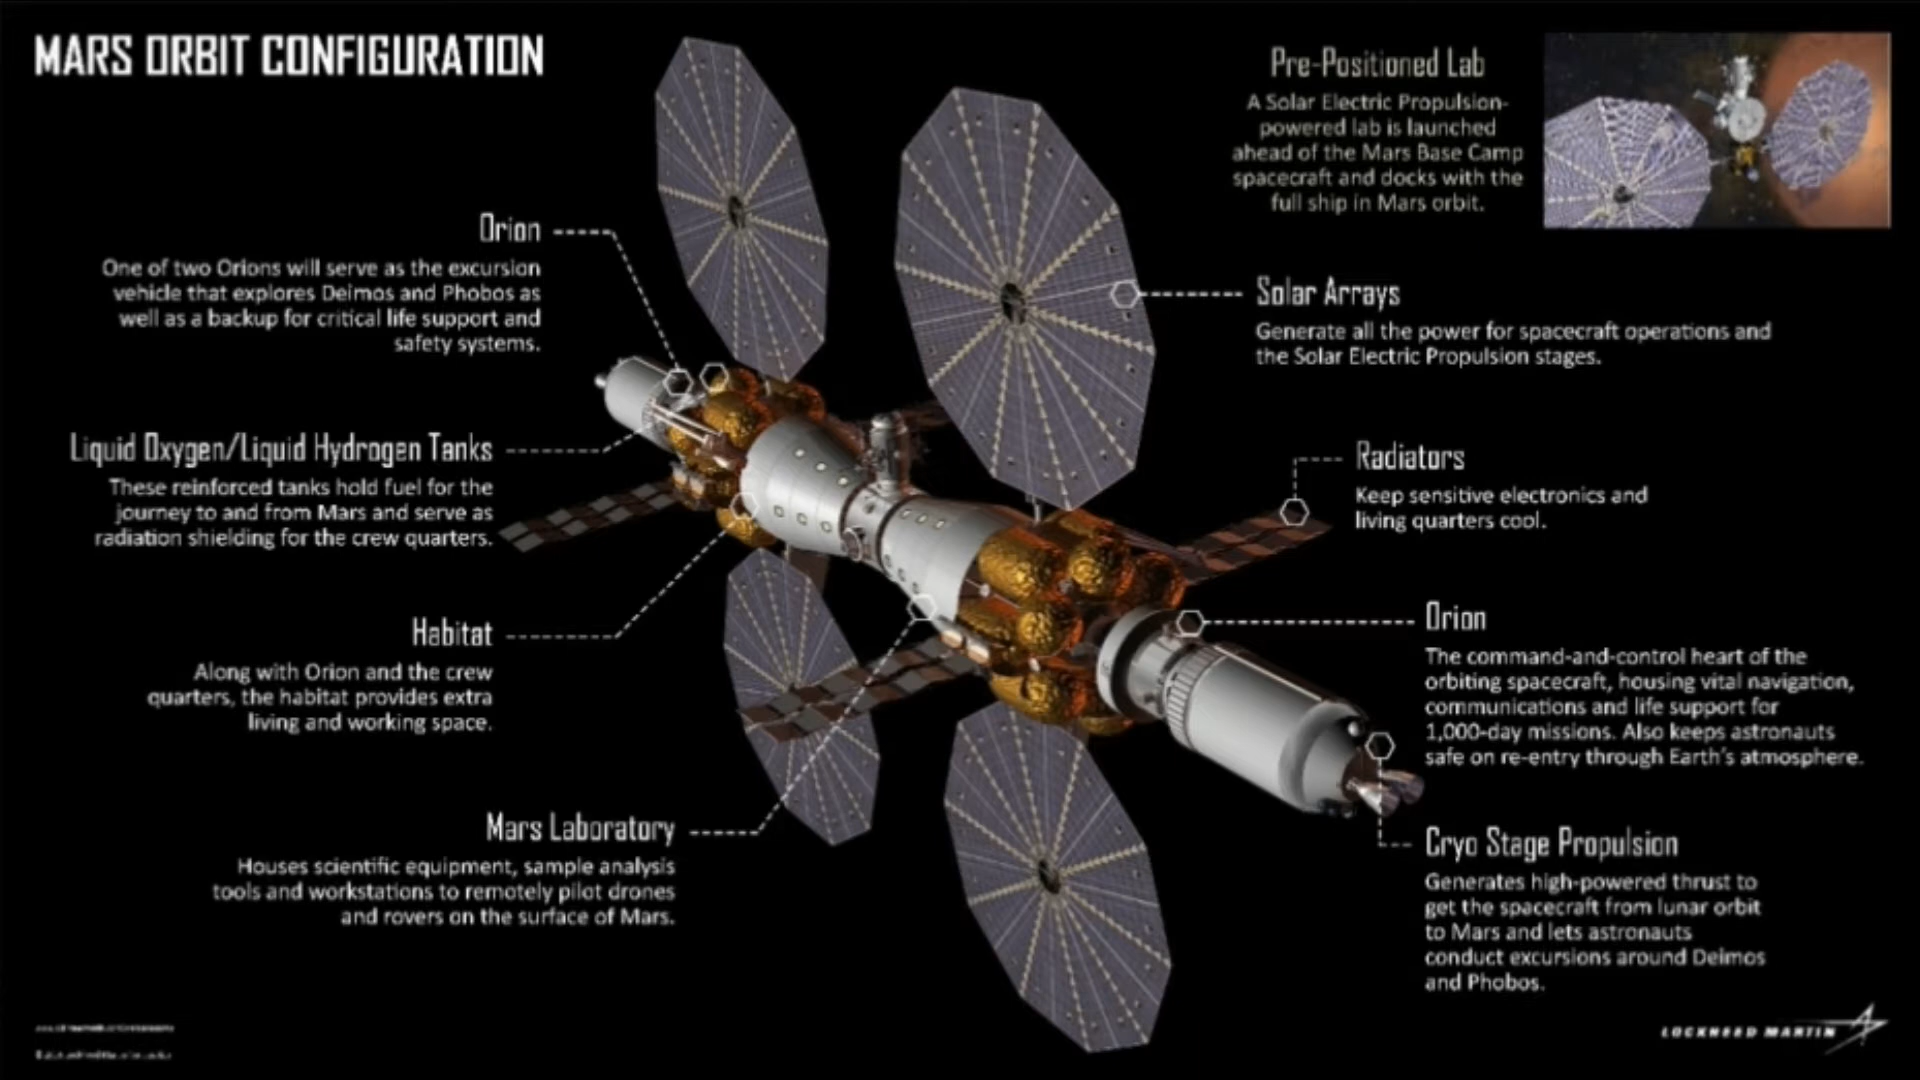 MARS ORBIT CONFIGURATION
Pre-Positioned Lab
A Solar Electric Propulsion-
powered lab is launched
ahead of the Mars Base Camp
spacecraft and docks with the
full ship in Mars orbit.
Orion
One of two Orions will serve as the excursion
vehicle that explores Deimos and Phobos as
well as a backup for critical life support and
safety systems.
Solar Arrays
Generate all the power for spacecraft operations and
the Solar Electric Propulsion stages.
Liquid Oxygen/Liquid Hydrogen Tanks
These reinforced tanks hold fuel for the
journey to and from Mars and serve as
radiation shielding for the crew quarters.
Radiators
Keep sensitive electronics and
living quarters cool.
Habitat
Along with Orion and the crew
quarters, the habitat provides extra
living and working space.
Orion
The command-and-control heart of the
orbiting spacecraft, housing vital navigation,
communications and life support for
1,000-day missions. Also keeps astronauts
safe on re-entry through Earth's atmosphere.
Mars Laboratory
Houses scientific equipment, sample analysis
tools and workstations to remotely pilot drones
and rovers on the surface of Mars.
Cryo Stage Propulsion
Generates high-powered thrust to
get the spacecraft from lunar orbit
to Mars and lets astronauts
conduct excursions around Deimos
and Phobos.
LOCKHEED MARTIN